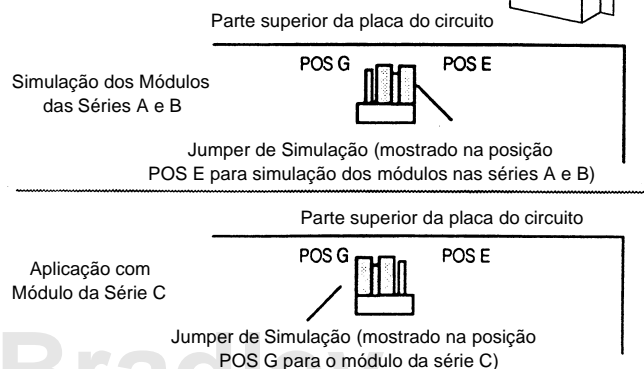 Parte superior da placa do circuito
POS G POS E
Simulação dos Módulos
das Séries A e B
Jumper de Simulação (mostrado na posição
POS E para simulação dos módulos nas séries A e B)
Parte superior da placa do circuito
POS G POS E
Aplicação com
Módulo da Série C
Jumper de Simulação (mostrado na posição
POS G para o módulo da série C)
Bradley